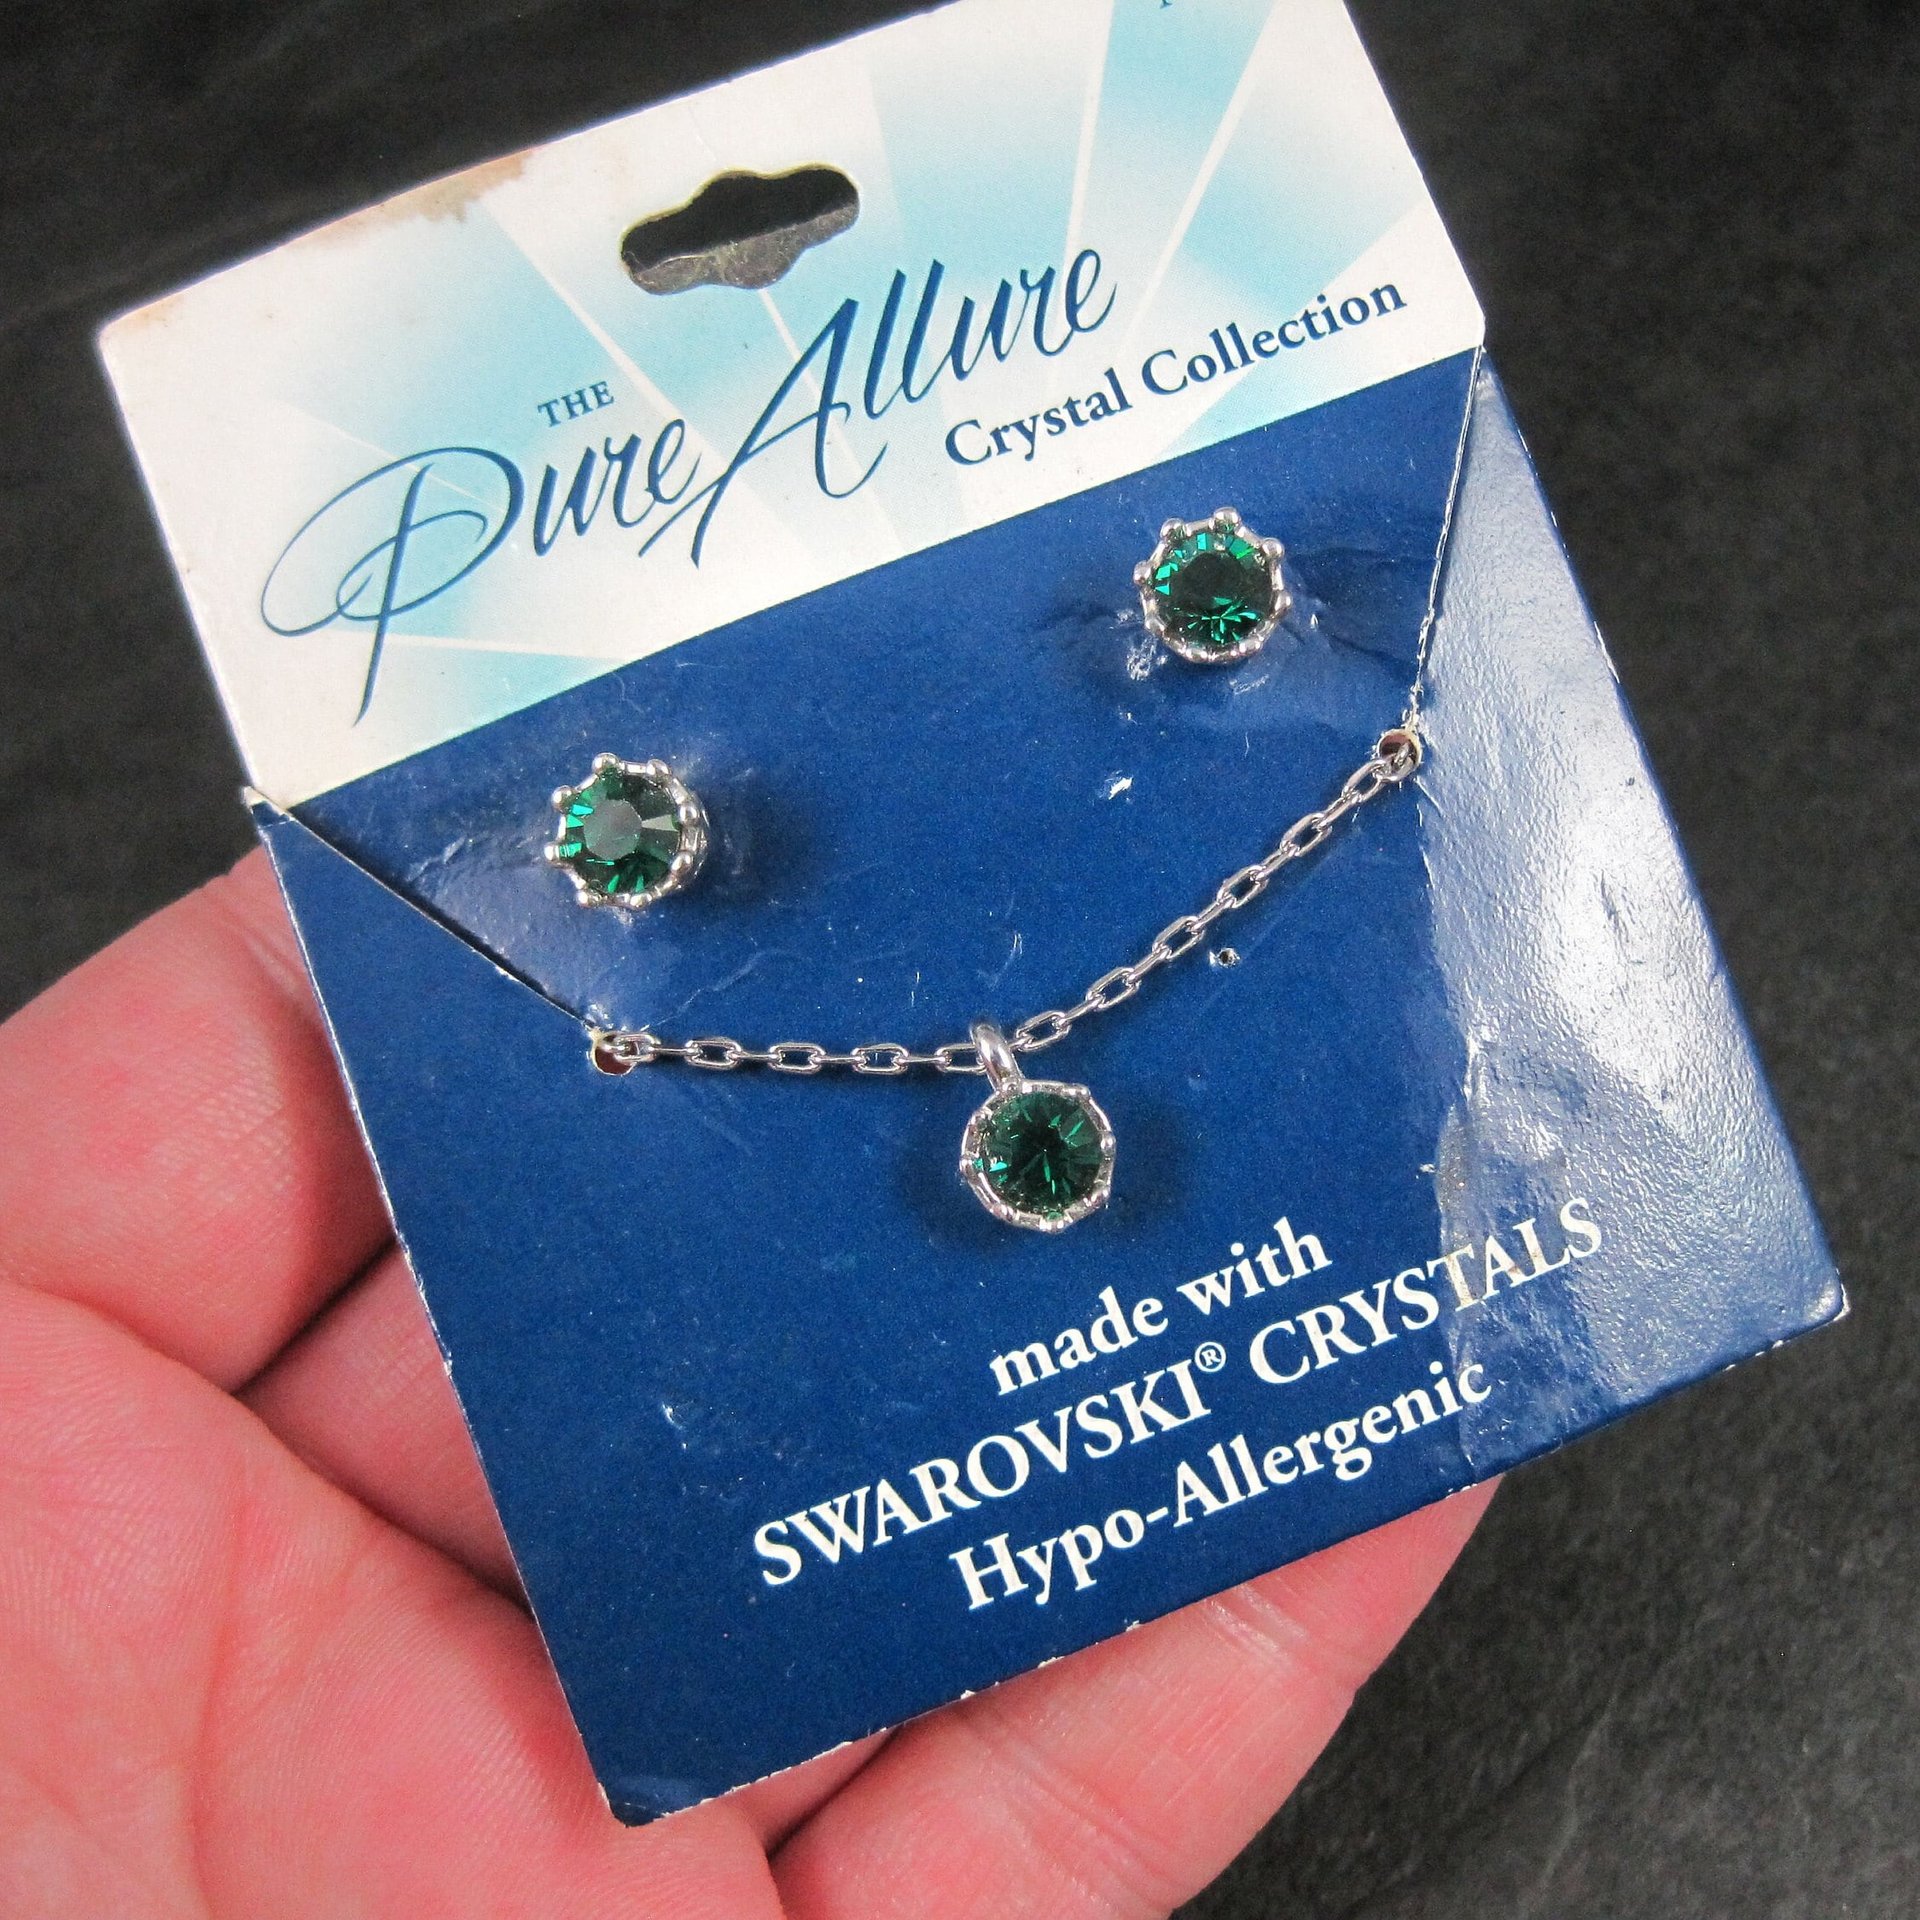 THE
Pure Allure
Crystal Collection
made with
SWAROVSKI® CRYSTALS
Hypo-Allergenic